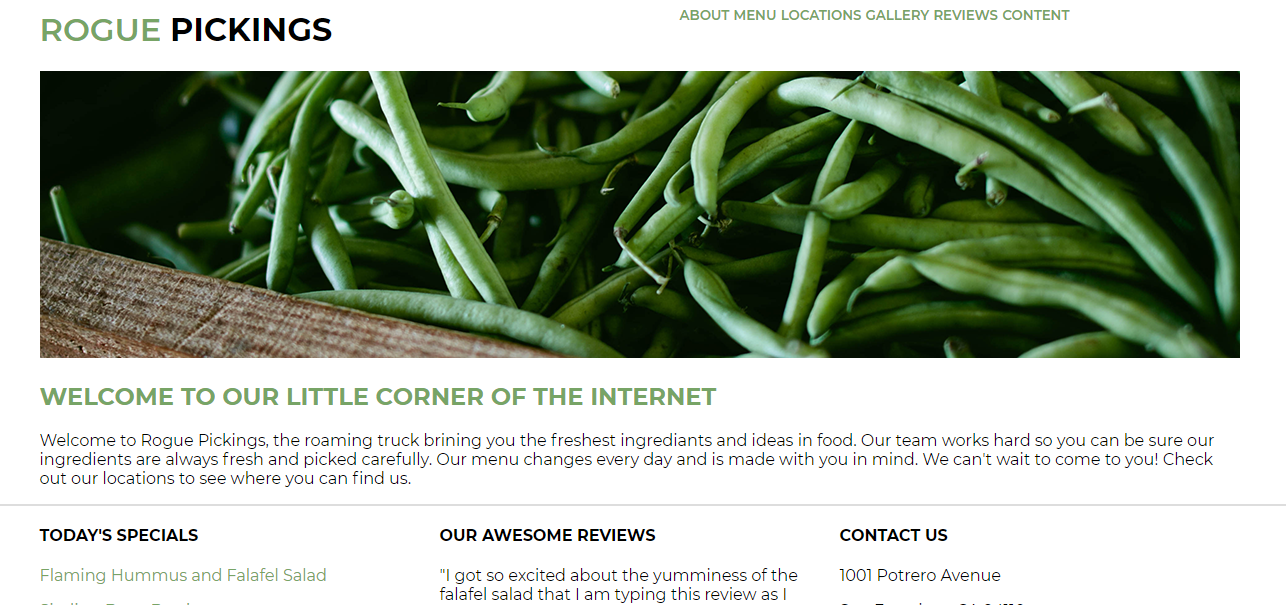 ROGUE PICKINGS
ABOUT MENU LOCATIONS GALLERY REVIEWS CONTENT
WELCOME TO OUR LITTLE CORNER OF THE INTERNET
Welcome to Rogue Pickings, the roaming truck brining you the freshest ingrediants and ideas in food. Our team works hard so you can be sure our
ingredients are always fresh and picked carefully. Our menu changes every day and is made with you in mind. We can't wait to come to you! Check
out our locations to see where you can find us.
TODAY'S SPECIALS
Flaming Hummus and Falafel Salad
OUR AWESOME REVIEWS
"I got so excited about the yumminess of the
falafel salad that I am typing this review as I
CONTACT US
1001 Potrero Avenue